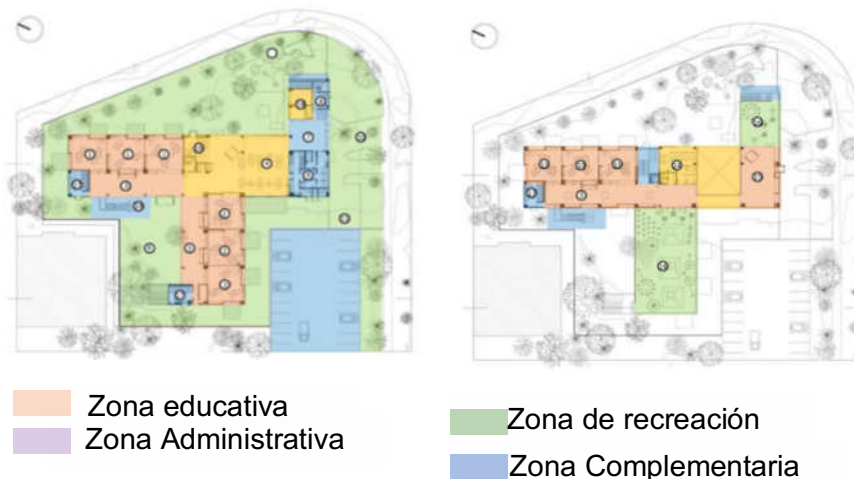 Zona educativa
Zona Administrativa
Zona de recreación
Zona Complementaria